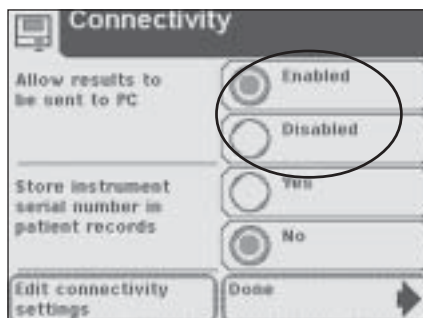 Connectivity
Allow results to
be sent to PC
Enabled
Disabled
Store instrument
serial number in
patient records
Yes
No
Edit connectivity
settings
Done